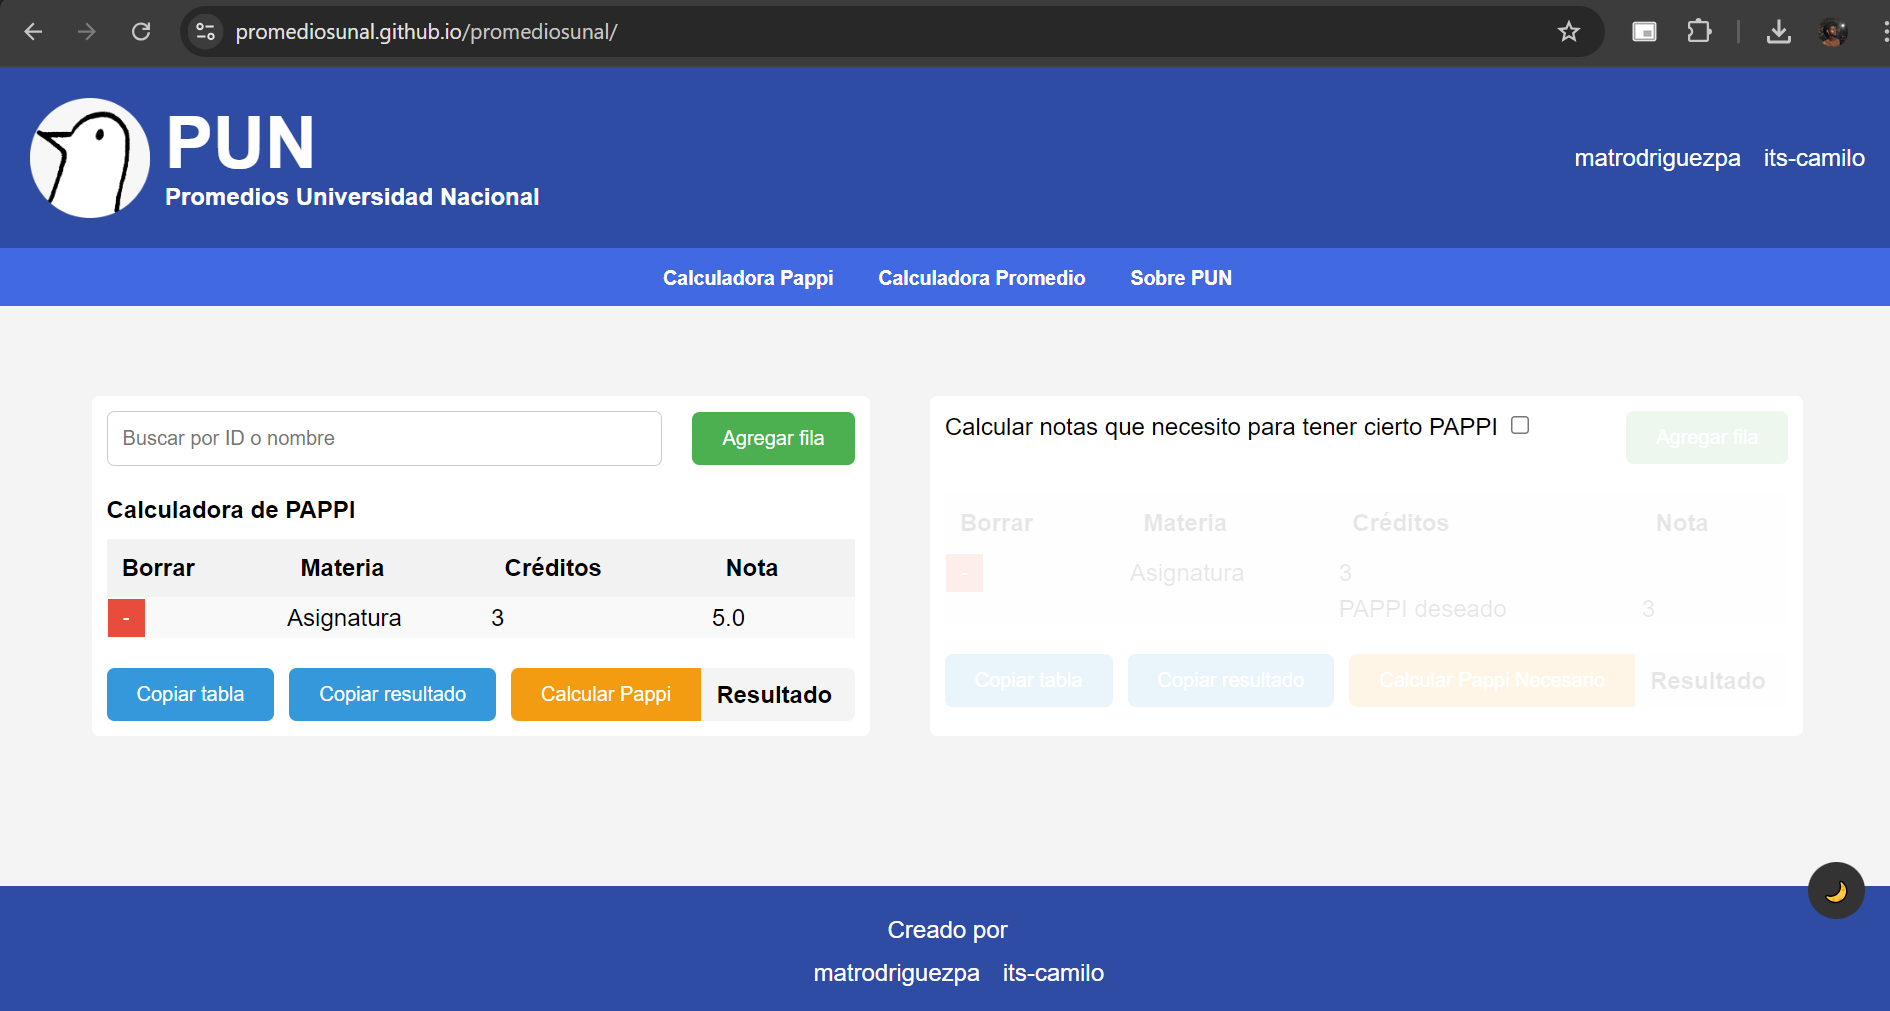 promediosunal.github.io/promediosunal/
PUN
Promedios Universidad Nacional
matrodriguezpa its-camilo
Calculadora Pappi Calculadora Promedio Sobre PUN
Buscar por ID o nombre Agregar fila
Calculadora de PAPPI
Borrar Materia Créditos Nota
- Asignatura 3 5.0
Copiar tabla Copiar resultado Calcular Pappi Resultado
Calcular notas que necesito para tener cierto PAPPI Agregar fila
Borrar Materia Créditos Nota
- Asignatura 3
PAPPI deseado 3
Copiar tabla Copiar resultado Calcular Pappi Necesario Resultado
Creado por
matrodriguezpa its-camilo